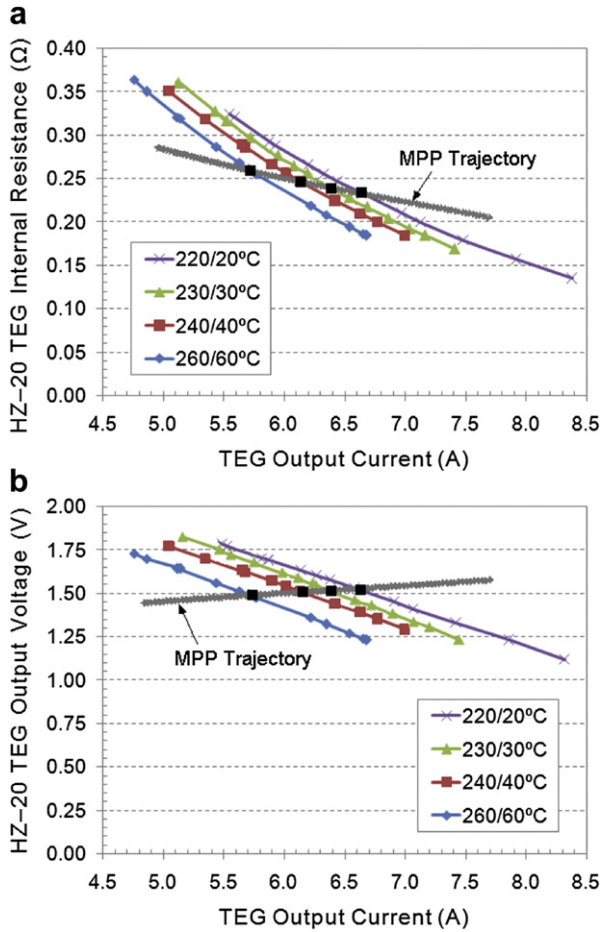 a
HZ–20 TEG Internal Resistance (Ω)
0.40
0.35
0.30
0.25
0.20
0.15
0.10
0.05
0.00
MPP Trajectory
220/20ºC
230/30ºC
240/40ºC
260/60ºC
4.5 5.0 5.5 6.0 6.5 7.0 7.5 8.0 8.5
TEG Output Current (A)
b
HZ–20 TEG Output Voltage (V)
2.00
1.75
1.50
1.25
1.00
0.75
0.50
0.25
0.00
MPP Trajectory
220/20ºC
230/30ºC
240/40ºC
260/60ºC
4.5 5.0 5.5 6.0 6.5 7.0 7.5 8.0 8.5
TEG Output Current (A)